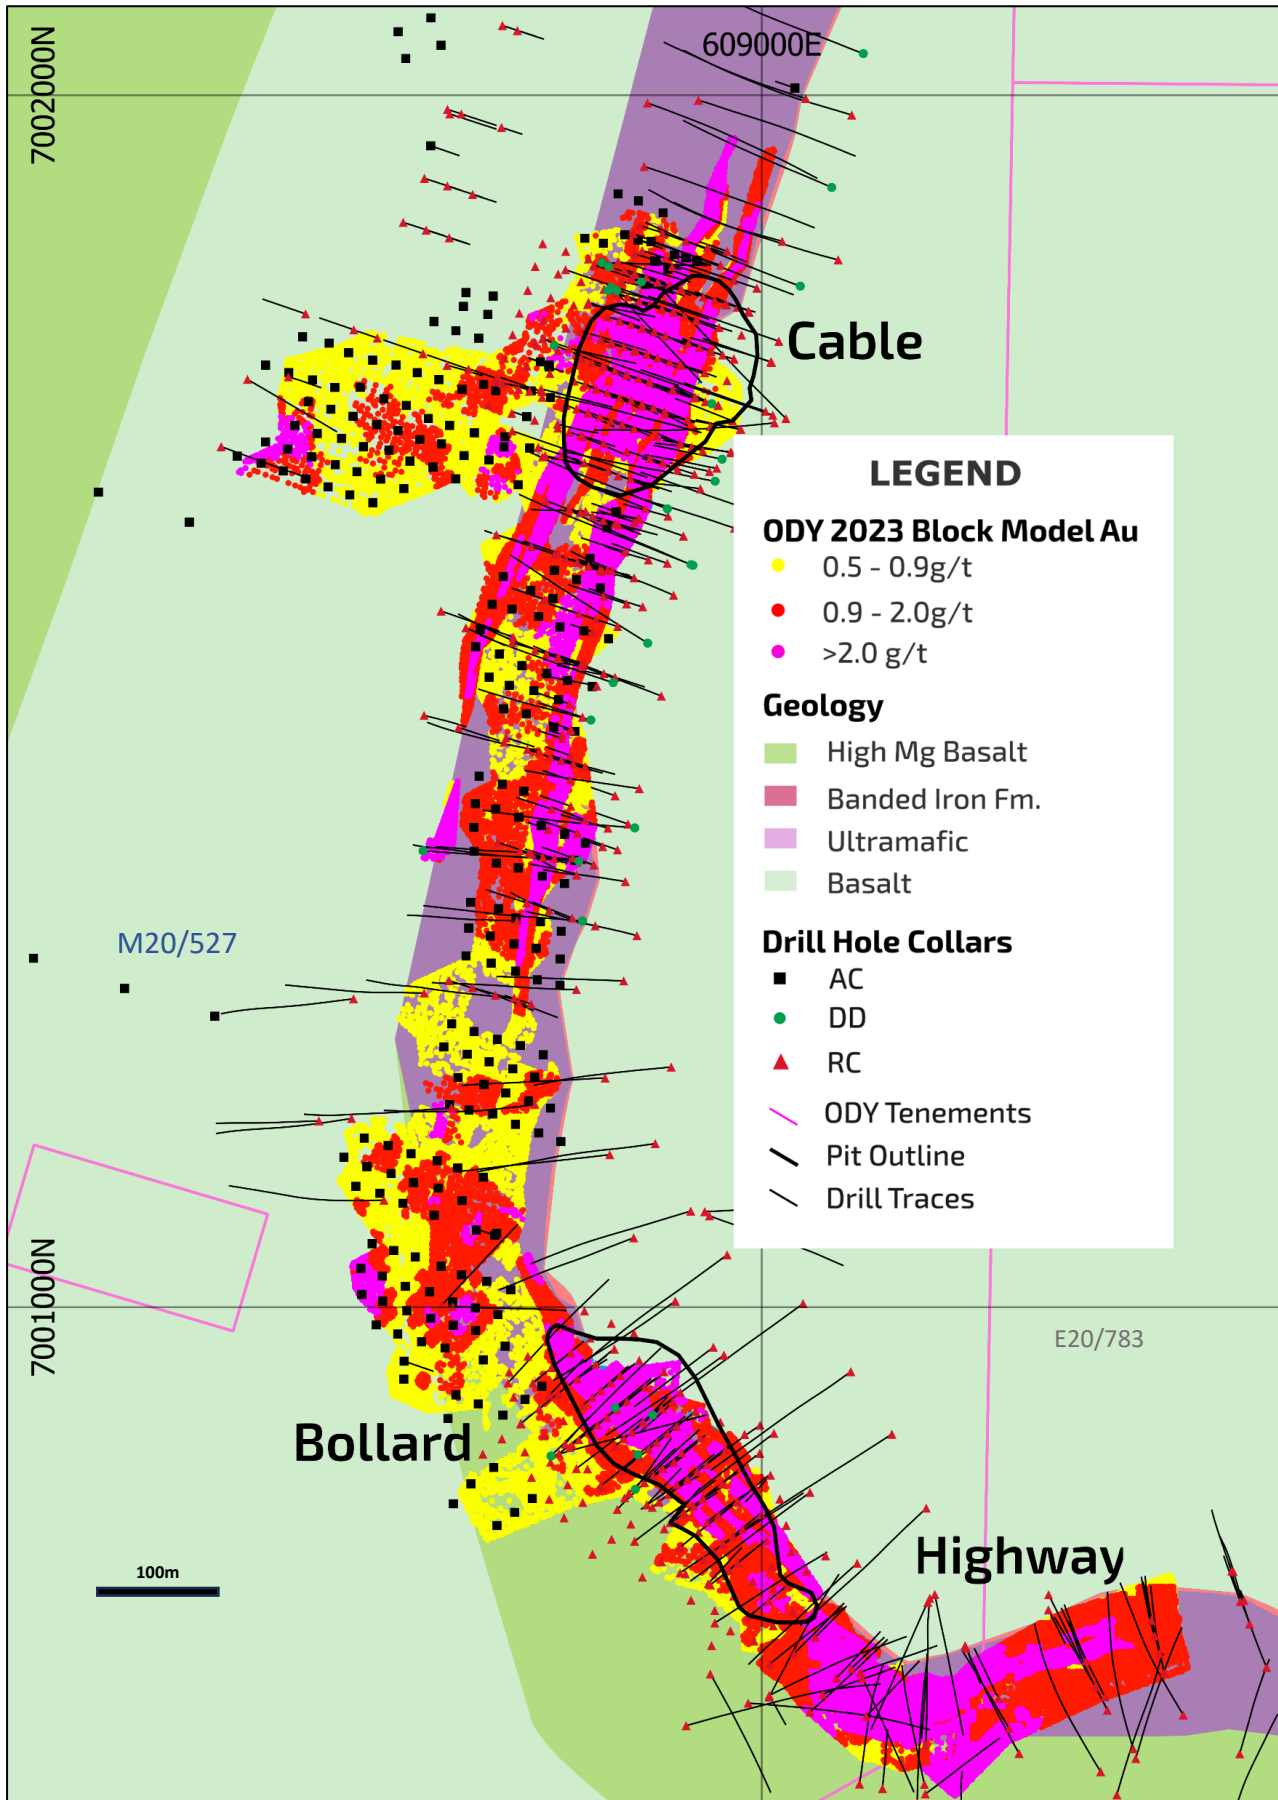 609000E
7002000N
Cable
LEGEND
ODY 2023 Block Model Au
0.5 - 0.9g/t
0.9 - 2.0g/t
>2.0 g/t
Geology
High Mg Basalt
Banded Iron Fm.
Ultramafic
Basalt
Drill Hole Collars
AC
DD
RC
ODY Tenements
Pit Outline
Drill Traces
M20/527
7001000N
E20/783
Bollard
Highway
100m